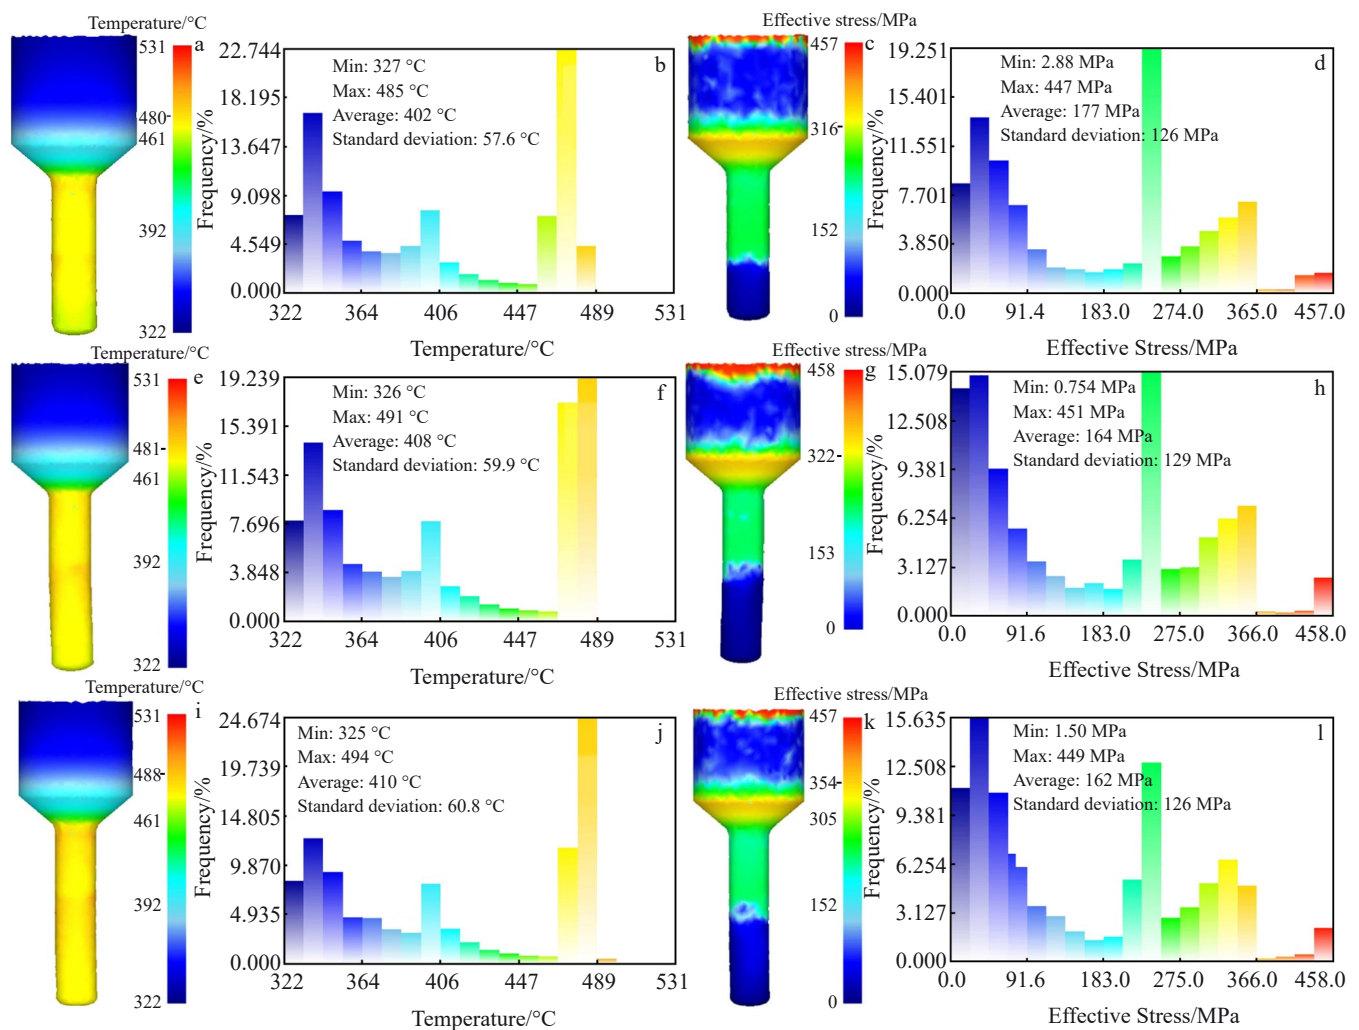 Temperature/°C
531
a
480
461
392
322
Frequency/%
22.744
18.195
13.647
9.098
4.549
0.000
Min: 327 °C
Max: 485 °C
Average: 402 °C
Standard deviation: 57.6 °C
b
322 364 406 447 489 531
Temperature/°C
Effective stress/MPa
457
c
316
152
0
Frequency/%
19.251
15.401
11.551
7.701
3.850
0.000
Min: 2.88 MPa
Max: 447 MPa
Average: 177 MPa
Standard deviation: 126 MPa
d
0.0 91.4 183.0 274.0 365.0 457.0
Effective Stress/MPa
Temperature/°C
531
e
481
461
392
322
Frequency/%
19.239
15.391
11.543
7.696
3.848
0.000
Min: 326 °C
Max: 491 °C
Average: 408 °C
Standard deviation: 59.9 °C
f
322 364 406 447 489 531
Temperature/°C
Effective stress/MPa
458
g
322
153
0
Frequency/%
15.079
12.508
9.381
6.254
3.127
0.000
Min: 0.754 MPa
Max: 451 MPa
Average: 164 MPa
Standard deviation: 129 MPa
h
0.0 91.6 183.0 275.0 366.0 458.0
Effective Stress/MPa
Temperature/°C
531
i
488
461
392
322
Frequency/%
24.674
19.739
14.805
9.870
4.935
0.000
Min: 325 °C
Max: 494 °C
Average: 410 °C
Standard deviation: 60.8 °C
j
322 364 406 447 489 531
Temperature/°C
Effective stress/MPa
457
k
354
305
152
0
Frequency/%
15.635
12.508
9.381
6.254
3.127
0.000
Min: 1.50 MPa
Max: 449 MPa
Average: 162 MPa
Standard deviation: 126 MPa
l
0.0 91.6 183.0 274.0 366.0 457.0
Effective Stress/MPa